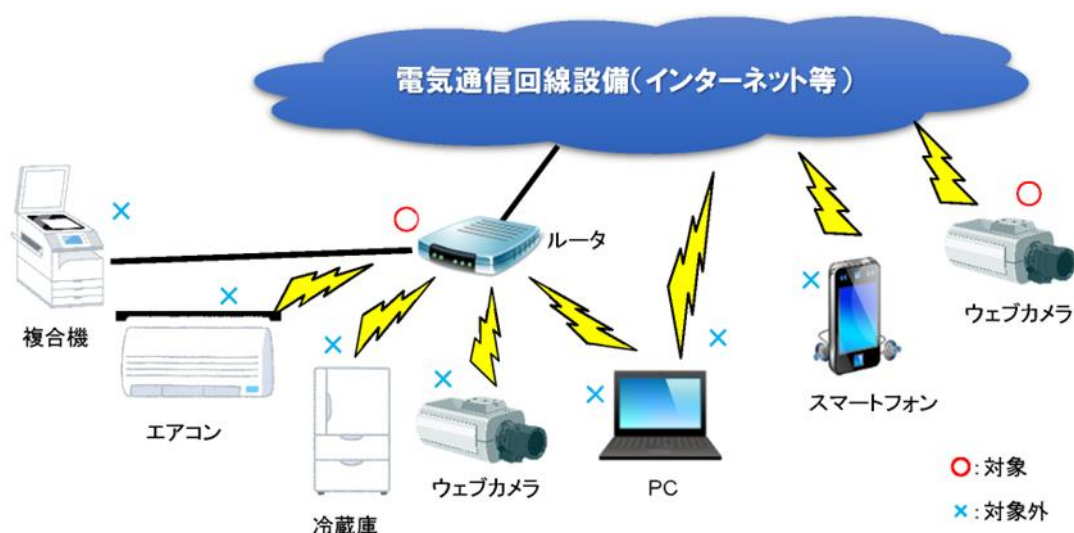 電気通信回線設備(インターネット等)
×
○
ルータ
○
ウェブカメラ
複合機
×
エアコン
×
冷蔵庫
×
ウェブカメラ
×
×
PC
×
スマートフォン
○:対象
×:対象外